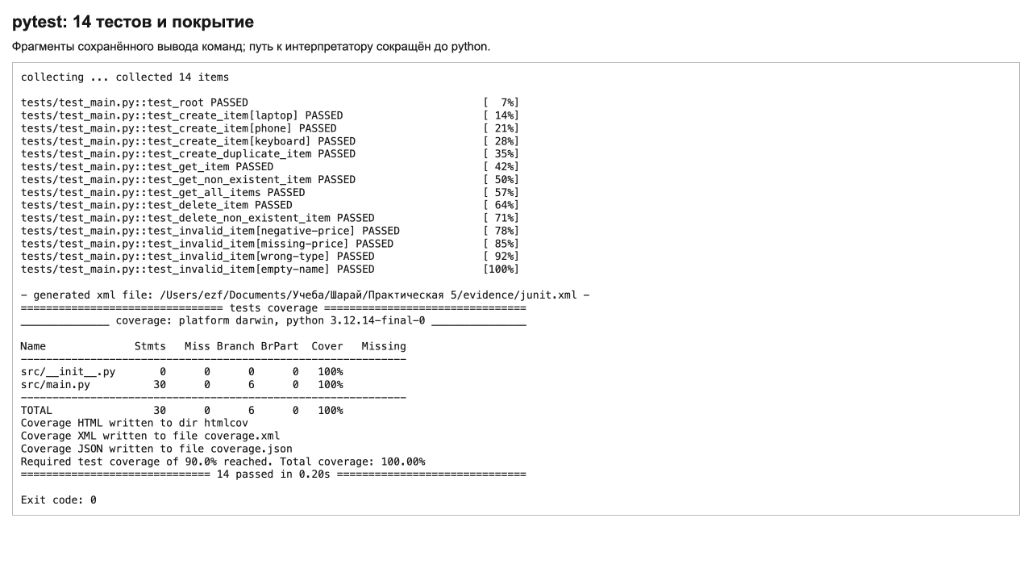 pytest: 14 тестов и покрытие
Фрагменты сохранённого вывода команд; путь к интерпретатору сокращён до python.
collecting ... collected 14 items
tests/test_main.py::test_root PASSED [  7%]
tests/test_main.py::test_create_item[laptop] PASSED [ 14%]
tests/test_main.py::test_create_item[phone] PASSED [ 21%]
tests/test_main.py::test_create_item[keyboard] PASSED [ 28%]
tests/test_main.py::test_create_duplicate_item PASSED [ 35%]
tests/test_main.py::test_get_item PASSED [ 42%]
tests/test_main.py::test_get_non_existent_item PASSED [ 50%]
tests/test_main.py::test_get_all_items PASSED [ 57%]
tests/test_main.py::test_delete_item PASSED [ 64%]
tests/test_main.py::test_delete_non_existent_item PASSED [ 71%]
tests/test_main.py::test_invalid_item[negative-price] PASSED [ 78%]
tests/test_main.py::test_invalid_item[missing-price] PASSED [ 85%]
tests/test_main.py::test_invalid_item[wrong-type] PASSED [ 92%]
tests/test_main.py::test_invalid_item[empty-name] PASSED [100%]
- generated xml file: /Users/ezf/Documents/Учеба/Шарай/Практическая 5/evidence/junit.xml -
================================ tests coverage ================================
______________ coverage: platform darwin, python 3.12.14-final-0 _______________
Name Stmts Miss Branch BrPart Cover Missing
-------------------------------------------------------------
src/__init__.py 0 0 0 0 100%
src/main.py 30 0 6 0 100%
-------------------------------------------------------------
TOTAL 30 0 6 0 100%
Coverage HTML written to dir htmlcov
Coverage XML written to file coverage.xml
Coverage JSON written to file coverage.json
Required test coverage of 90.0% reached. Total coverage: 100.00%
============================== 14 passed in 0.20s ==============================
Exit code: 0